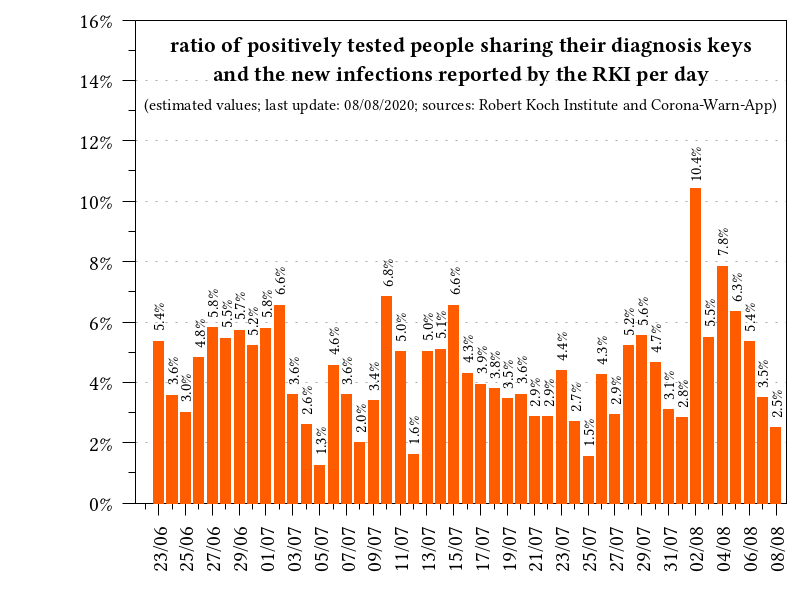 16%
ratio of positively tested people sharing their diagnosis keys
and the new infections reported by the RKI per day
14%
(estimated values; last update: 08/08/2020; sources: Robert Koch Institute and Corona-Warn-App)
12%
10%
8%
6%
4%
2%
0%
5.4% 3.6% 3.0% 4.8% 5.8% 5.5% 5.7% 5.2% 5.8% 6.6% 3.6% 2.6% 1.3% 4.6% 3.6% 2.0% 3.4% 6.8% 5.0% 1.6% 5.0% 5.1% 6.6% 4.3% 3.9% 3.8% 3.5% 3.6% 2.9% 2.9% 4.4% 2.7% 1.5% 4.3% 2.9% 5.2% 5.6% 4.7% 3.1% 2.8% 10.4% 5.5% 7.8% 6.3% 5.4% 3.5% 2.5%
23/06 25/06 27/06 29/06 01/07 03/07 05/07 07/07 09/07 11/07 13/07 15/07 17/07 19/07 21/07 23/07 25/07 27/07 29/07 31/07 02/08 04/08 06/08 08/08